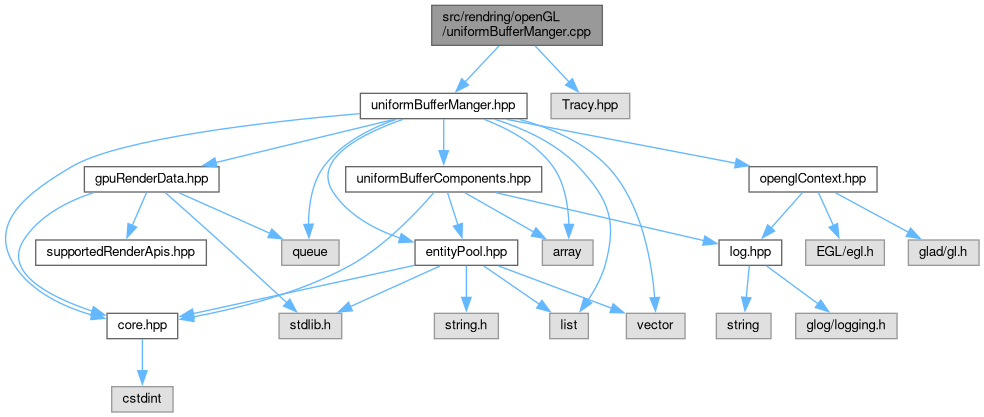 src/rendring/openGL
/uniformBufferManger.cpp
uniformBufferManger.hpp
Tracy.hpp
gpuRenderData.hpp
uniformBufferComponents.hpp
openglContext.hpp
supportedRenderApis.hpp
queue
entityPool.hpp
array
log.hpp
EGL/egl.h
glad/gl.h
core.hpp
stdlib.h
string.h
list
vector
string
glog/logging.h
cstdint